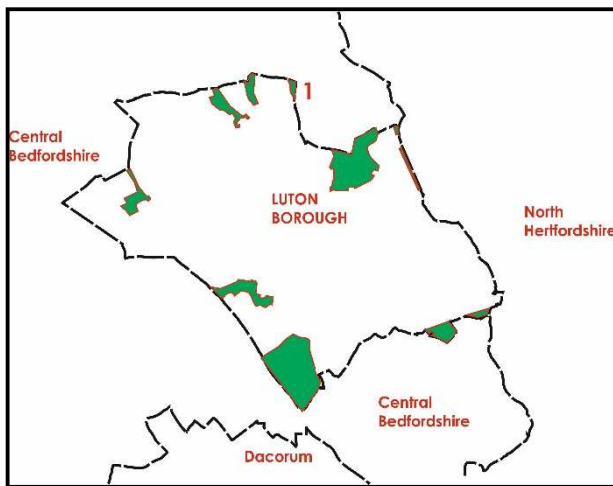 1
Central
Bedfordshire
LUTON
BOROUGH
North
Hertfordshire
Central
Bedfordshire
Dacorum